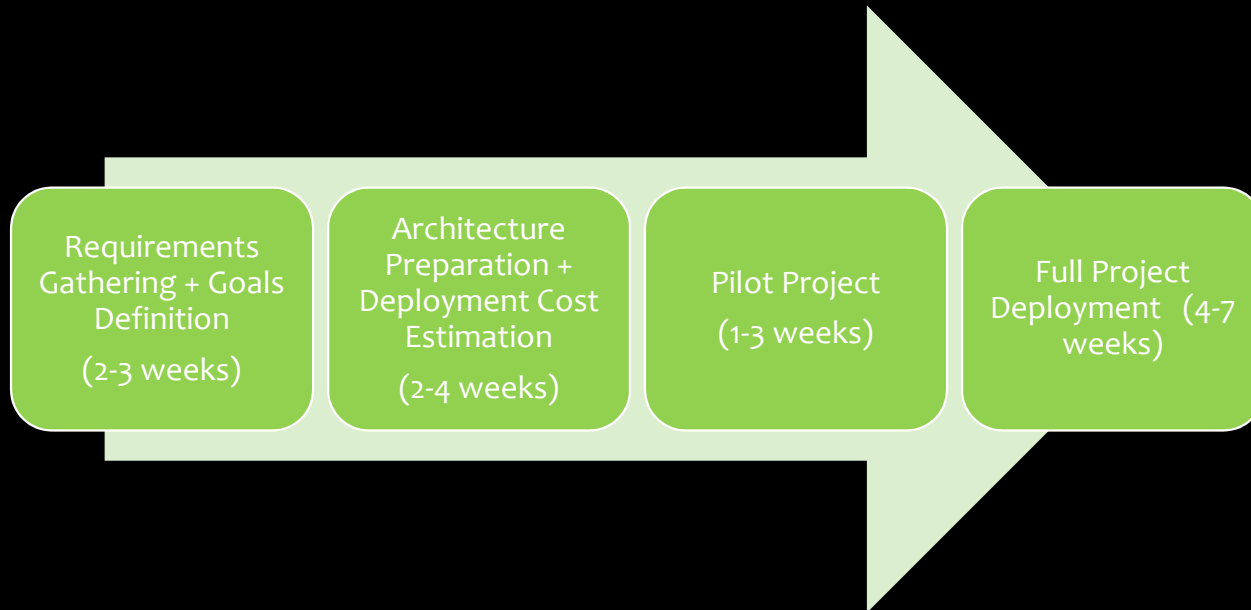 Requirements
Gathering + Goals
Definition
(2-3 weeks)
Architecture
Preparation +
Deployment Cost
Estimation
(2-4 weeks)
Pilot Project
(1-3 weeks)
Full Project
Deployment (4-7
weeks)